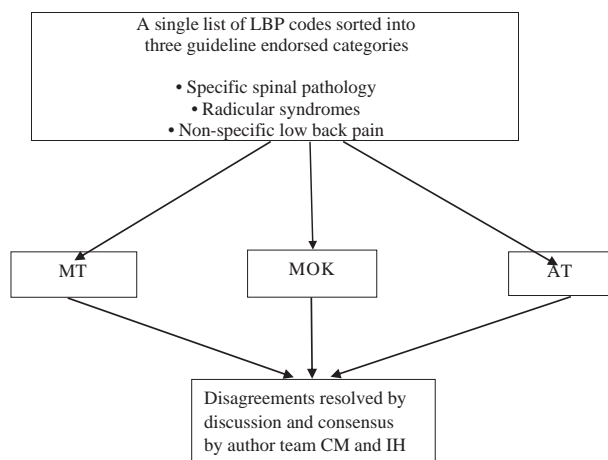 A single list of LBP codes sorted into
three guideline endorsed categories
• Specific spinal pathology
• Radicular syndromes
• Non-specific low back pain
MT
MOK
AT
Disagreements resolved by
discussion and consensus
by author team CM and IH